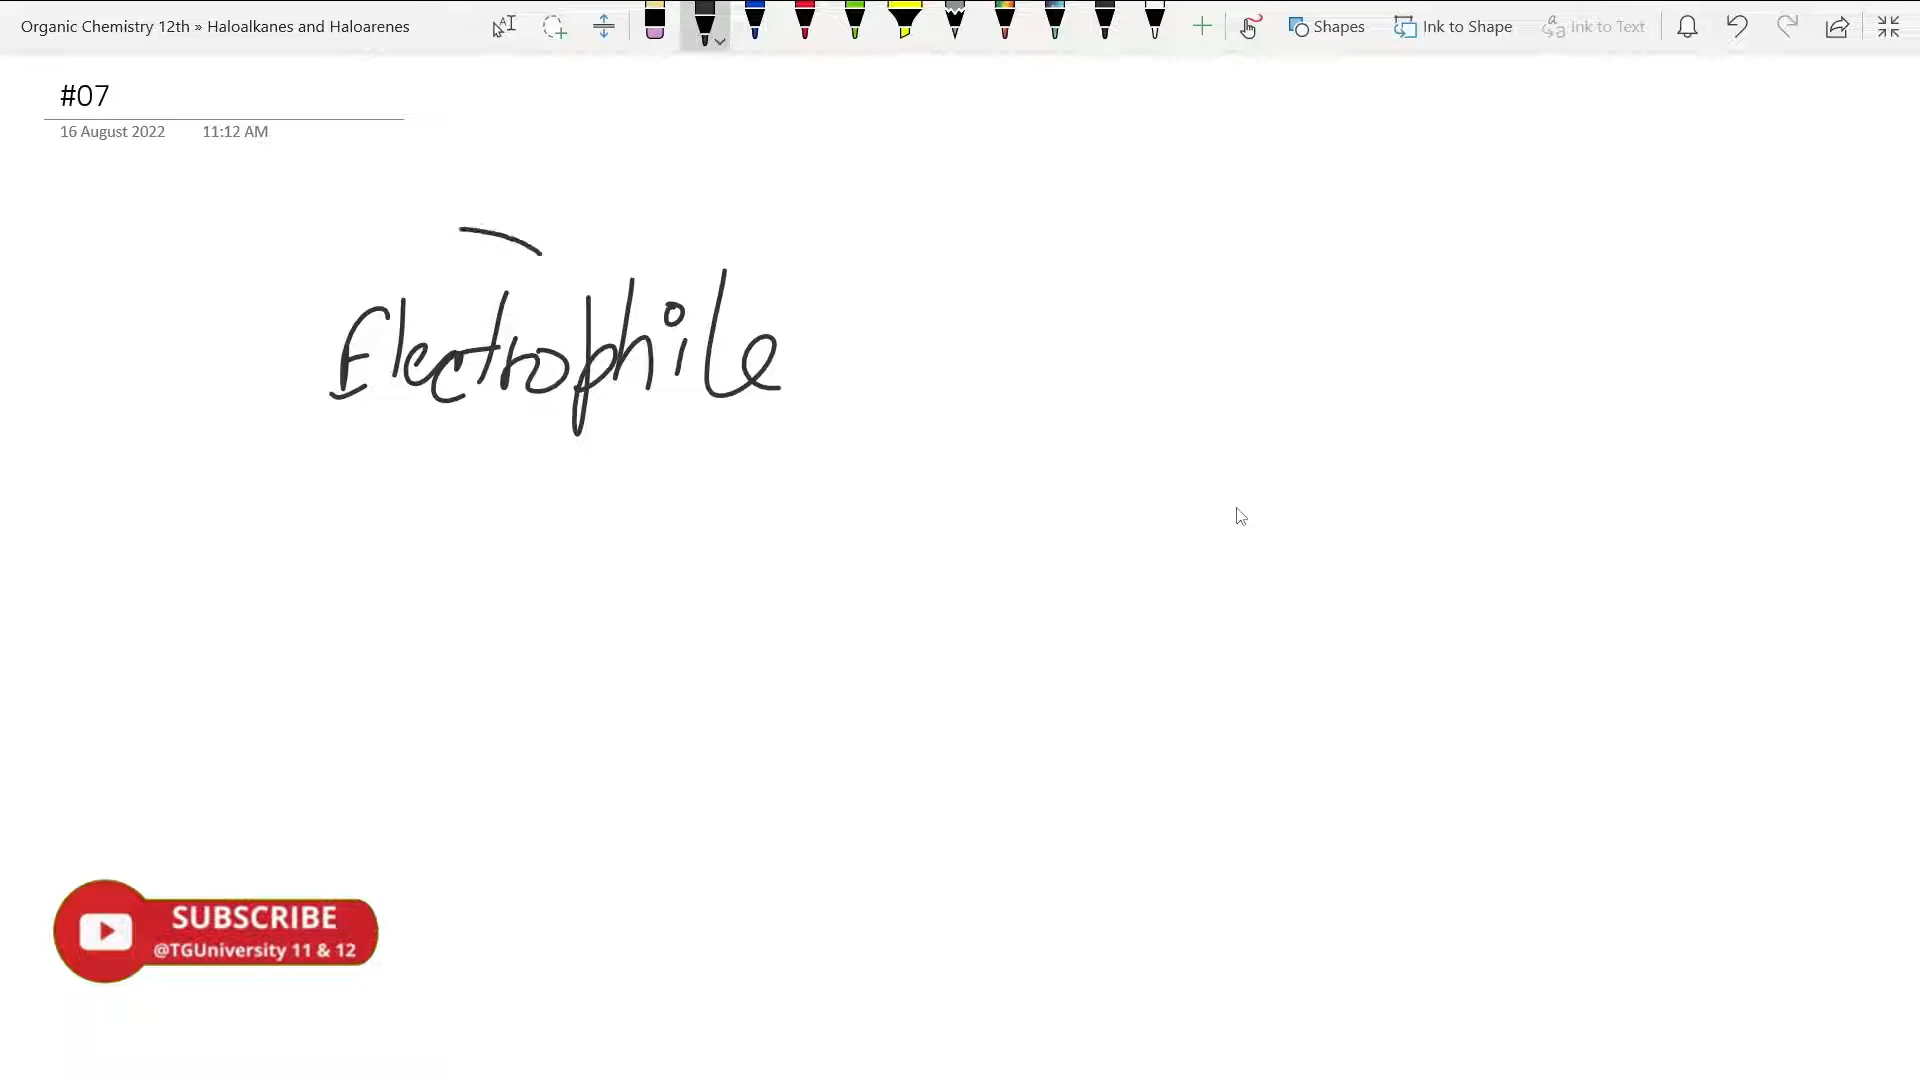 Organic Chemistry 12th » Haloalkanes and Haloarenes
Shapes
Ink to Shape
Ink to Text
#07
16 August 2022 11:12 AM
Electrophile
SUBSCRIBE
@TGUniversity 11 & 12